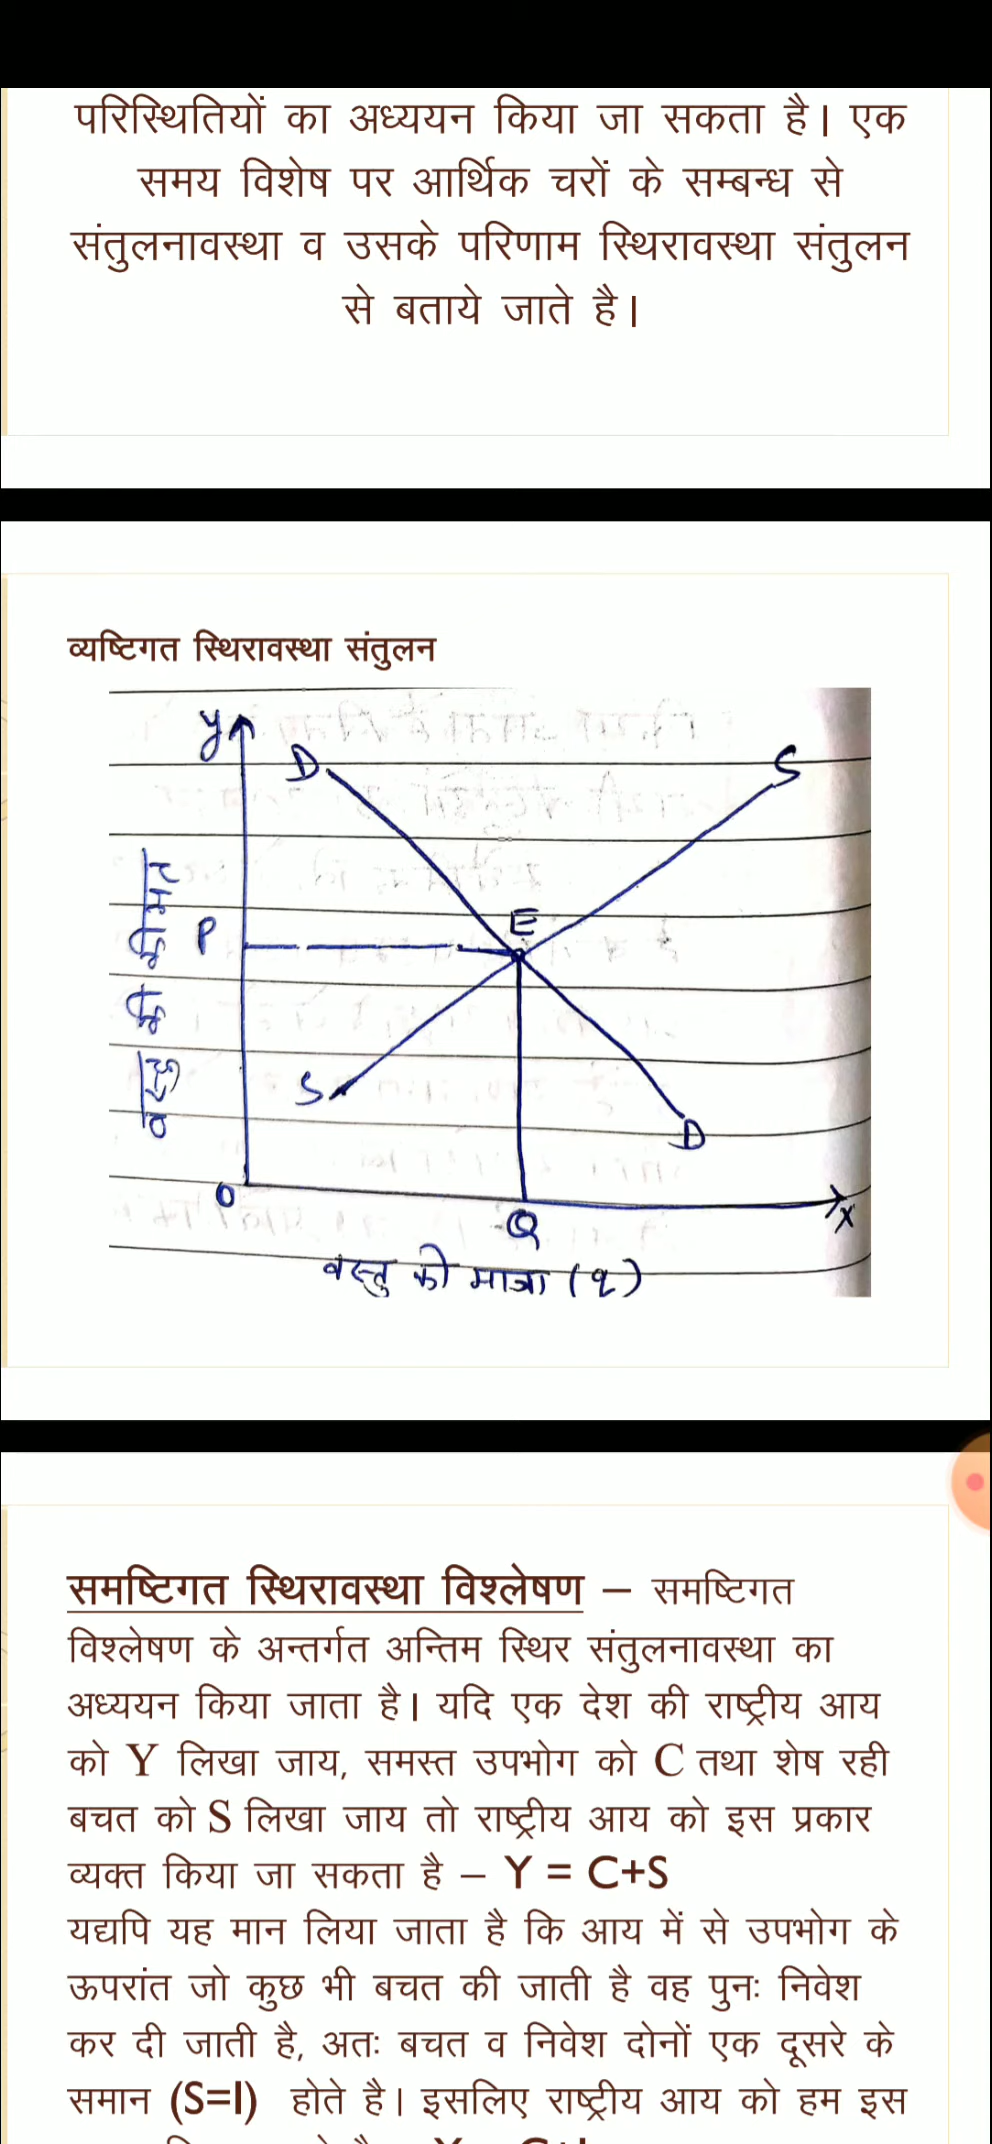 परिस्थितियों का अध्ययन किया जा सकता है। एक
समय विशेष पर आर्थिक चरों के सम्बन्ध से
संतुलनावस्था व उसके परिणाम स्थिरावस्था संतुलन
से बताये जाते है।
व्यष्टिगत स्थिरावस्था संतुलन
y
D
S
वस्तु की कीमत
P
E
S
D
O
Q
x
वस्तु की मात्रा (q)
समष्टिगत स्थिरावस्था विश्लेषण – समष्टिगत
विश्लेषण के अन्तर्गत अन्तिम स्थिर संतुलनावस्था का
अध्ययन किया जाता है। यदि एक देश की राष्ट्रीय आय
को Y लिखा जाय, समस्त उपभोग को C तथा शेष रही
बचत को S लिखा जाय तो राष्ट्रीय आय को इस प्रकार
व्यक्त किया जा सकता है – Y = C+S
यद्यपि यह मान लिया जाता है कि आय में से उपभोग के
ऊपरांत जो कुछ भी बचत की जाती है वह पुनः निवेश
कर दी जाती है, अतः बचत व निवेश दोनों एक दूसरे के
समान (S=I) होते है। इसलिए राष्ट्रीय आय को हम इस